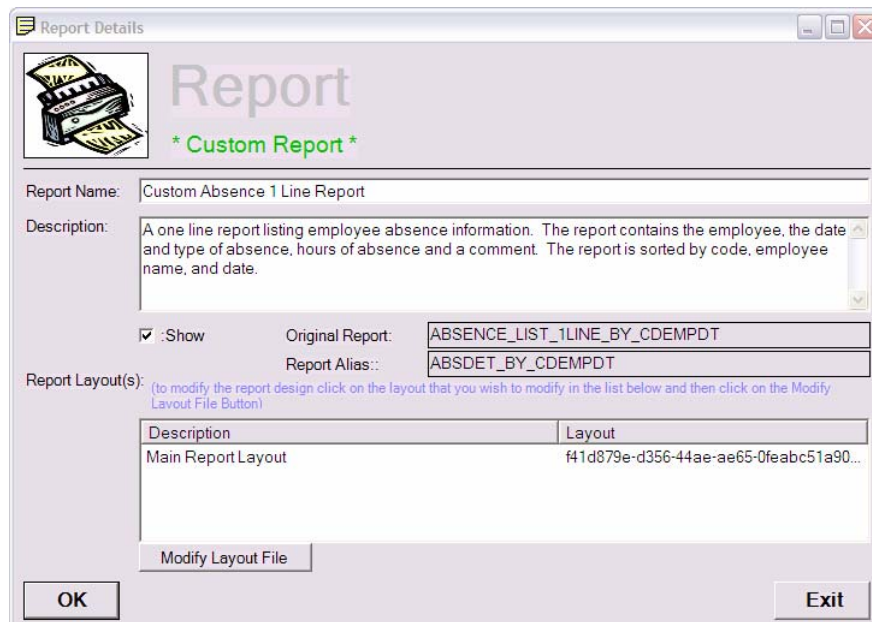 Report Details
Report
* Custom Report *
Report Name: Custom Absence 1 Line Report
Description: A one line report listing employee absence information. The report contains the employee, the date
and type of absence, hours of absence and a comment. The report is sorted by code, employee
name, and date.
:Show Original Report: ABSENCE_LIST_1LINE_BY_CDEMPDT
Report Alias:: ABSDET_BY_CDEMPDT
Report Layout(s): (to modify the report design click on the layout that you wish to modify in the list below and then click on the Modify
Layout File Button)
Description Layout
Main Report Layout f41d879e-d356-44ae-ae65-0feabc51a90...
Modify Layout File
OK Exit